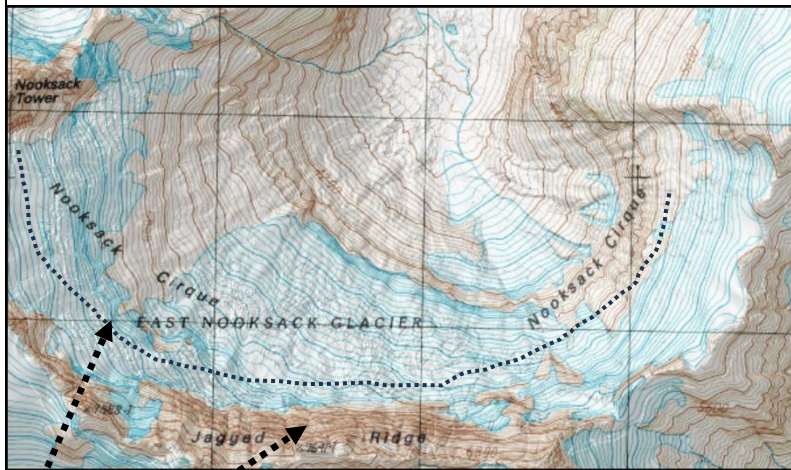 Nooksack
Tower
Nooksack
Cirque
Nooksack Cirque
EAST NOOKSACK GLACIER
Jagged Ridge